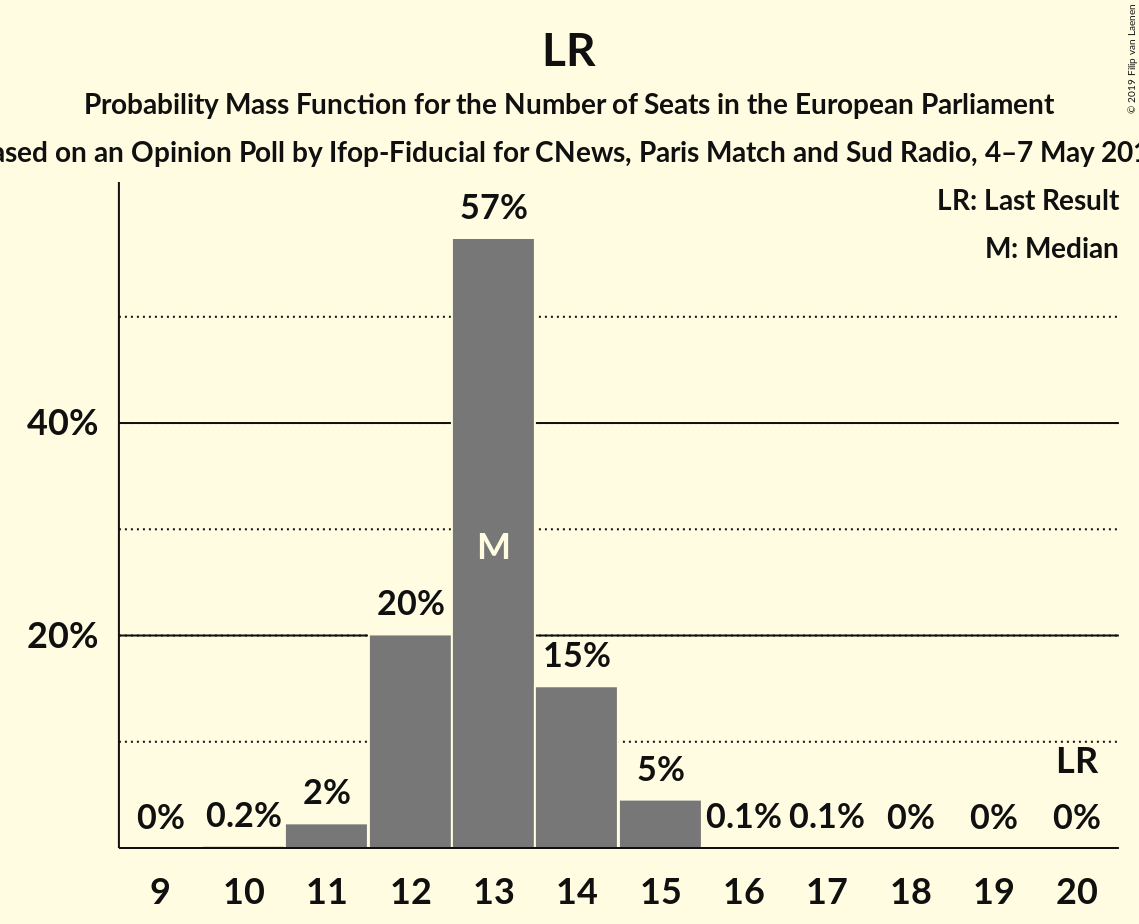 LR
Probability Mass Function for the Number of Seats in the European Parliament
ased on an Opinion Poll by Ifop-Fiducial for CNews, Paris Match and Sud Radio, 4–7 May 201
© 2019 Filip van Laenen
LR: Last Result
M: Median
57%
40%
M
20%
20%
15%
LR
5%
2%
0% 0.2% 0.1% 0.1% 0% 0% 0%
9 10 11 12 13 14 15 16 17 18 19 20